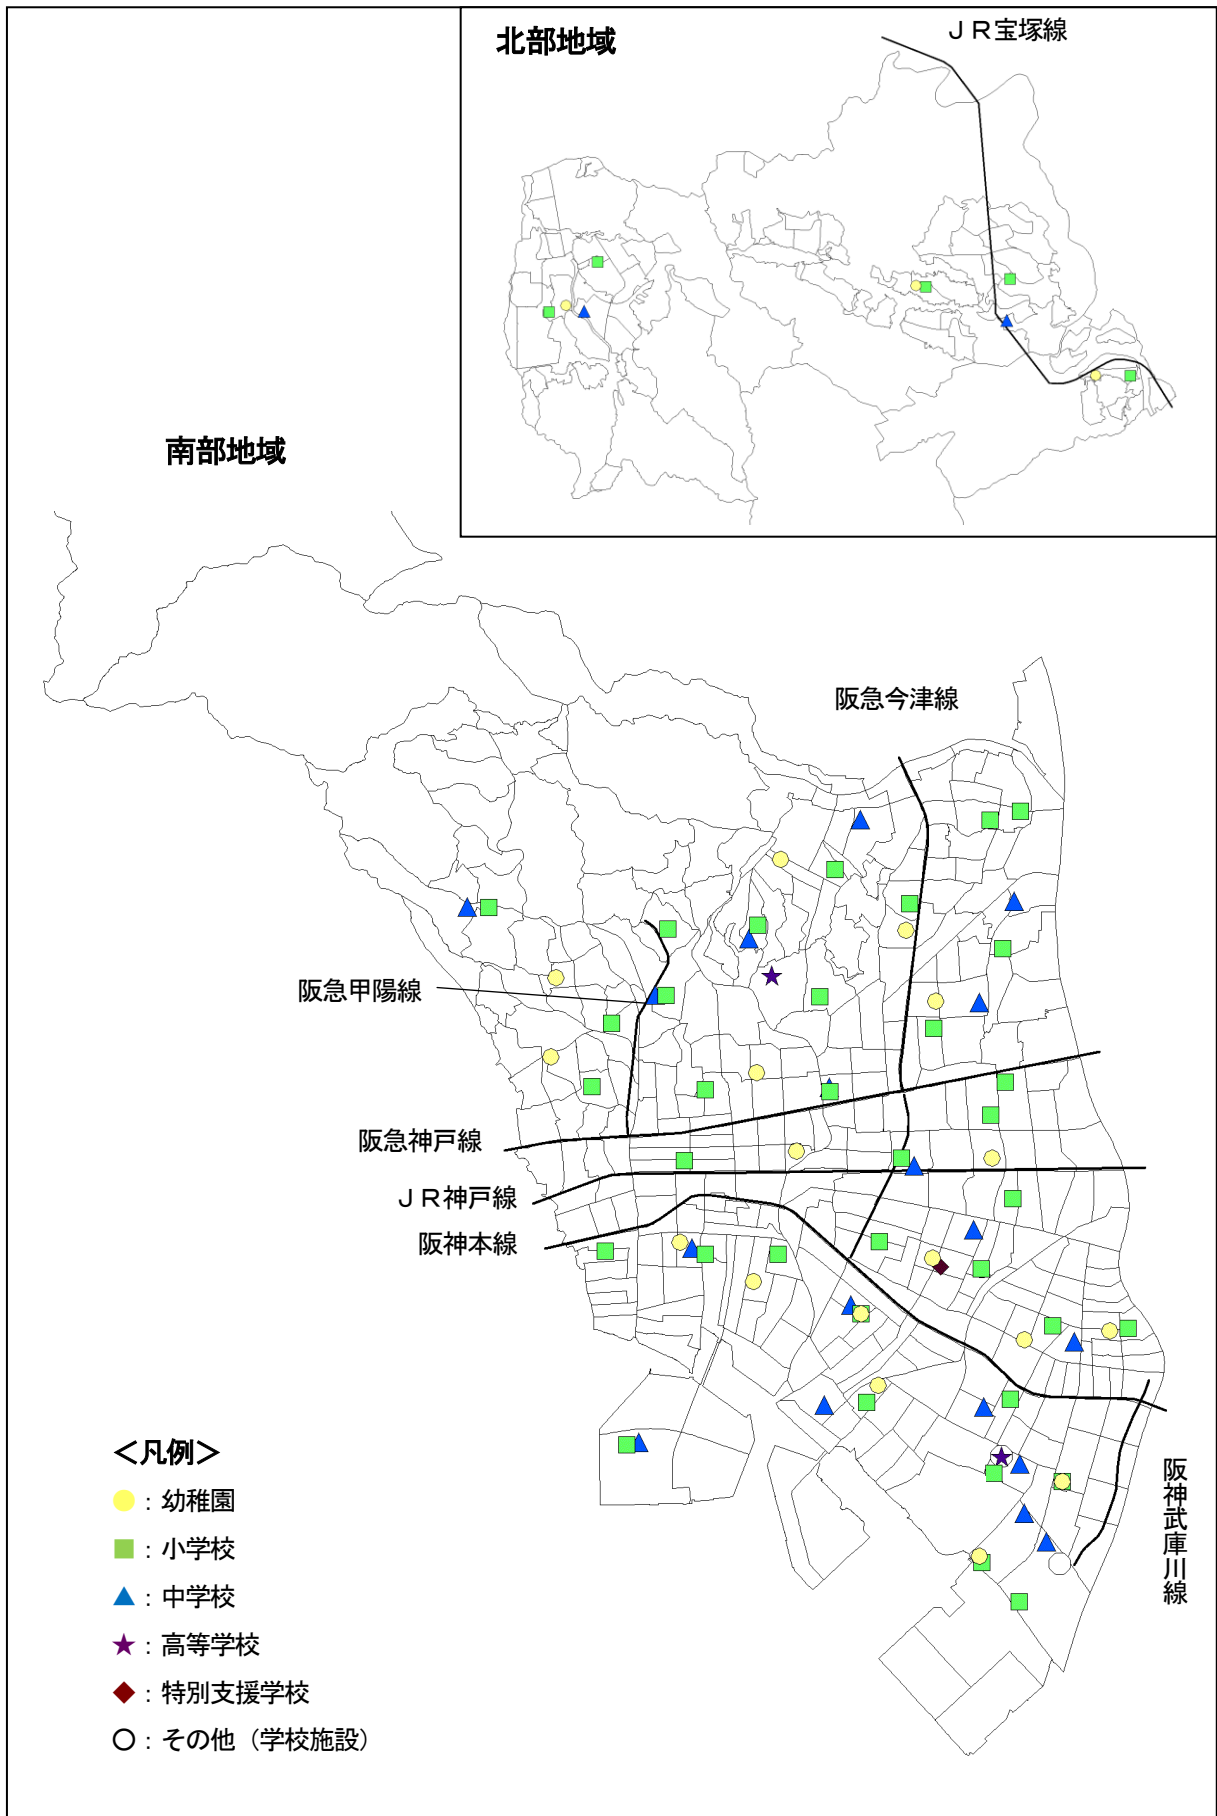 北部地域
ＪＲ宝塚線
南部地域
阪急今津線
阪急甲陽線
阪急神戸線
ＪＲ神戸線
阪神本線
阪神武庫川線
＜凡例＞
：幼稚園
：小学校
：中学校
：高等学校
：特別支援学校
：その他（学校施設）